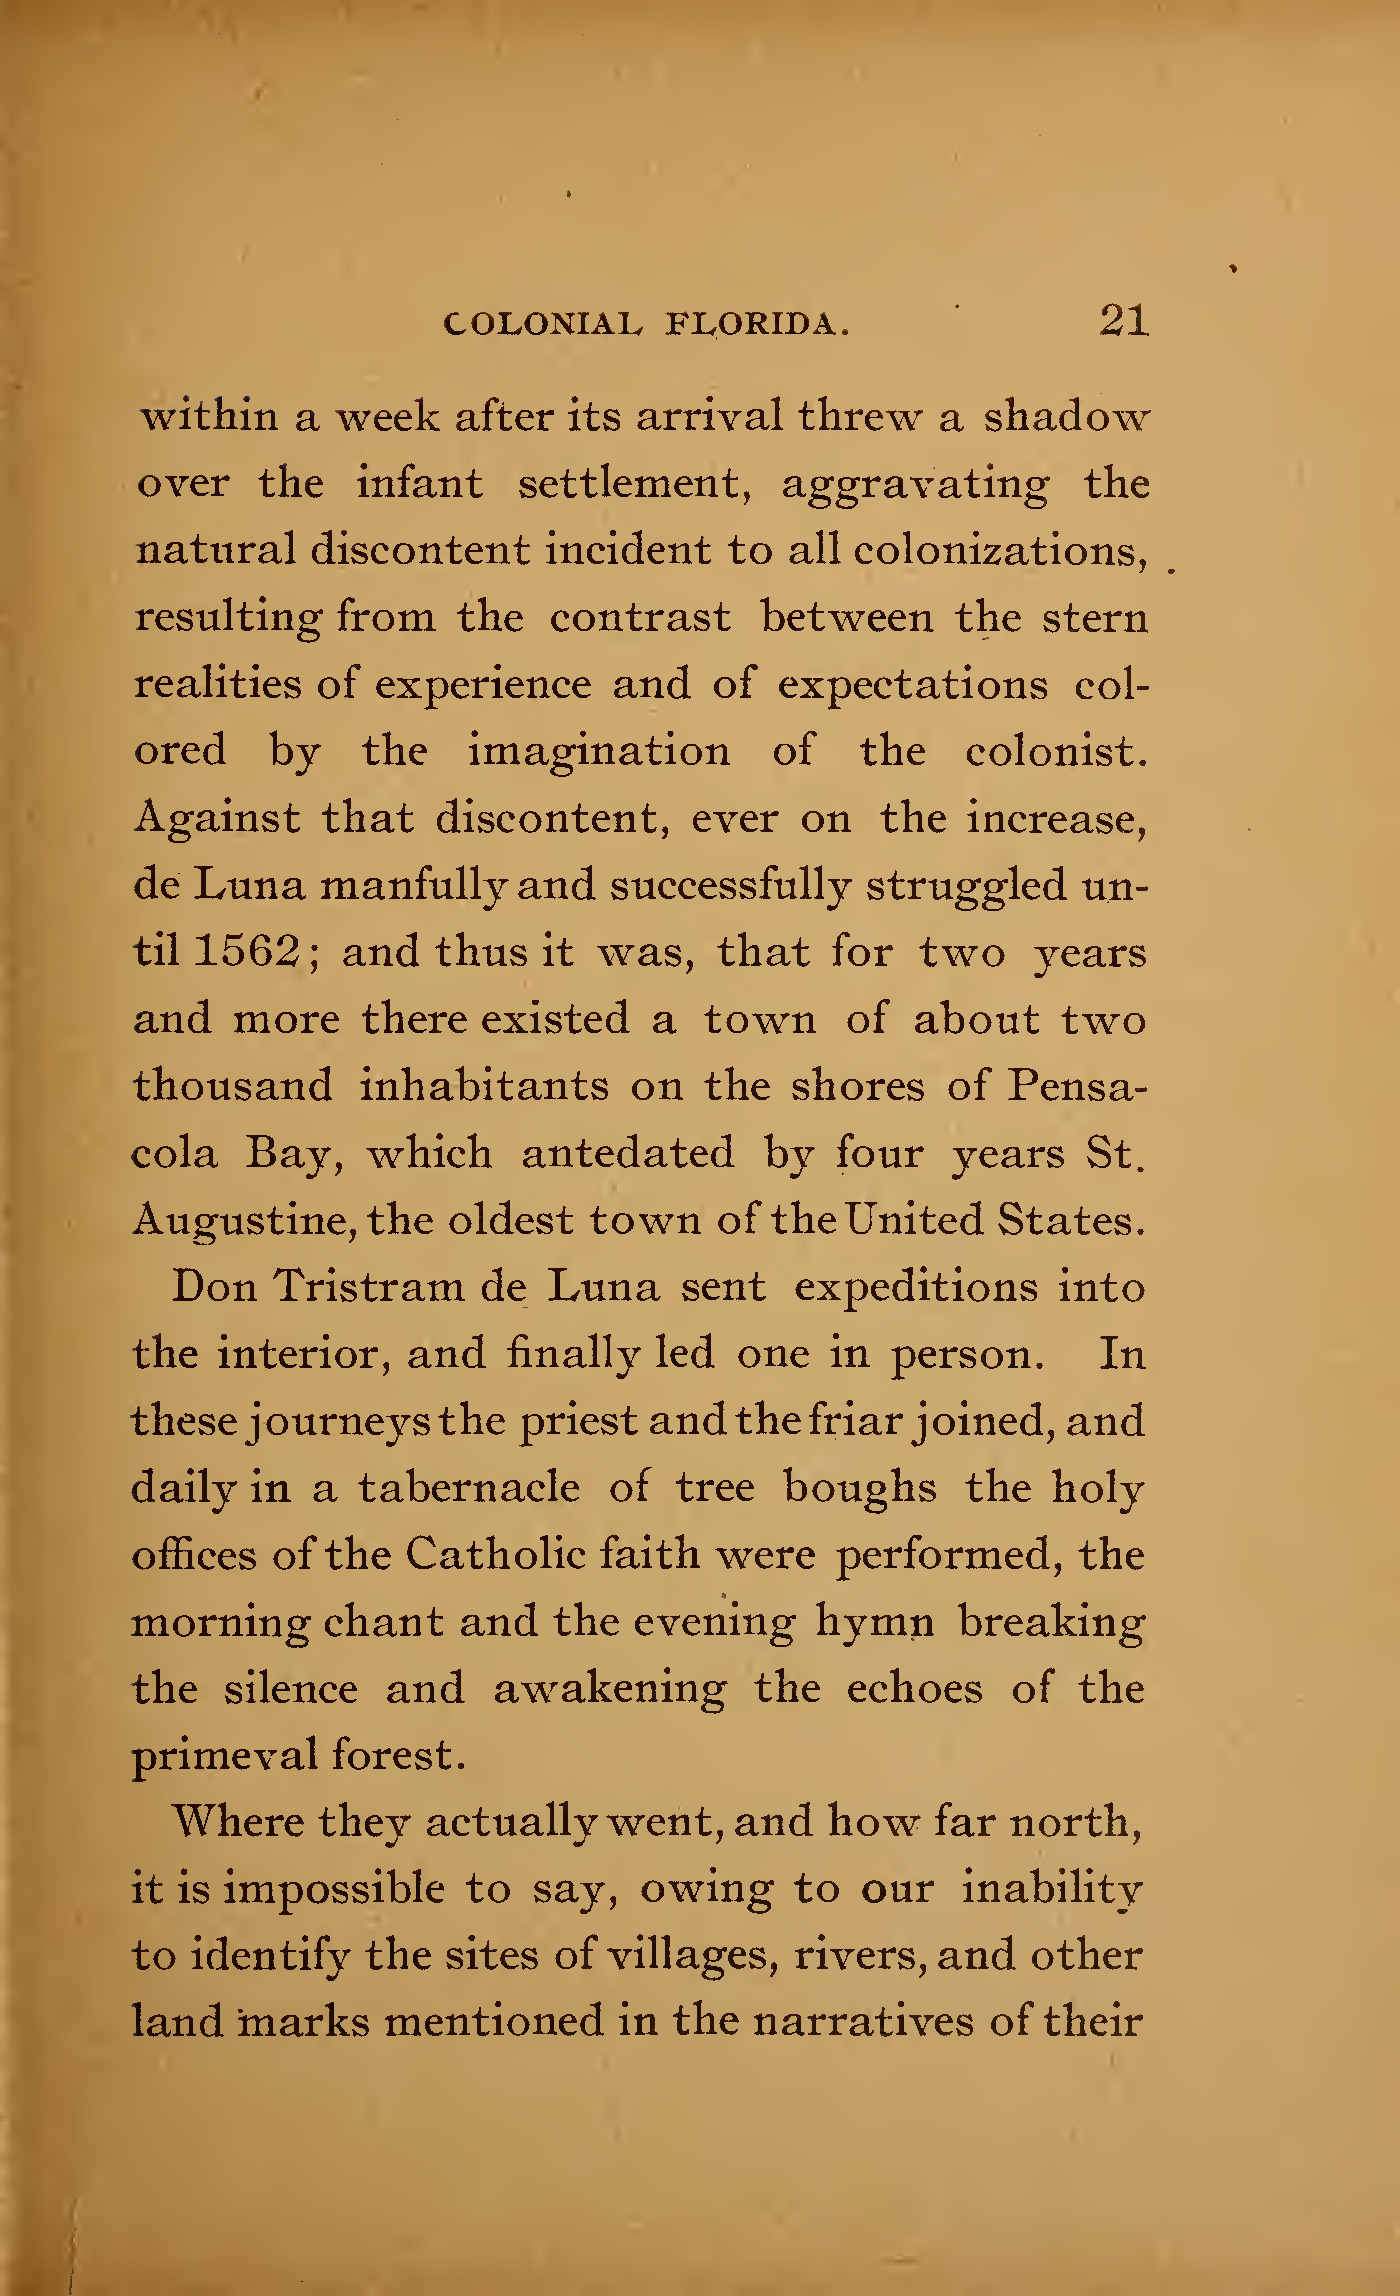 COLONIAL FLORIDA. 21
within a week after its arrival threw a shadow
over the infant settlement, aggravating the
natural discontent incident to all colonizations,
resulting from the contrast between the stern
realities of experience and of expectations col-
ored by the imagination of the colonist.
Against that discontent, ever on the increase,
de Luna manfully and successfully struggled un-
til 1562; and thus it was, that for two years
and more there existed a town of about two
thousand inhabitants on the shores of Pensa-
cola Bay, which antedated by four years St.
Augustine, the oldest town of the United States.
Don Tristram de Luna sent expeditions into
the interior, and finally led one in person. In
these journeys the priest and the friar joined, and
daily in a tabernacle of tree boughs the holy
offices of the Catholic faith were performed, the
morning chant and the evening hymn breaking
the silence and awakening the echoes of the
primeval forest.
Where they actually went, and how far north,
it is impossible to say, owing to our inability
to identify the sites of villages, rivers, and other
land marks mentioned in the narratives of their